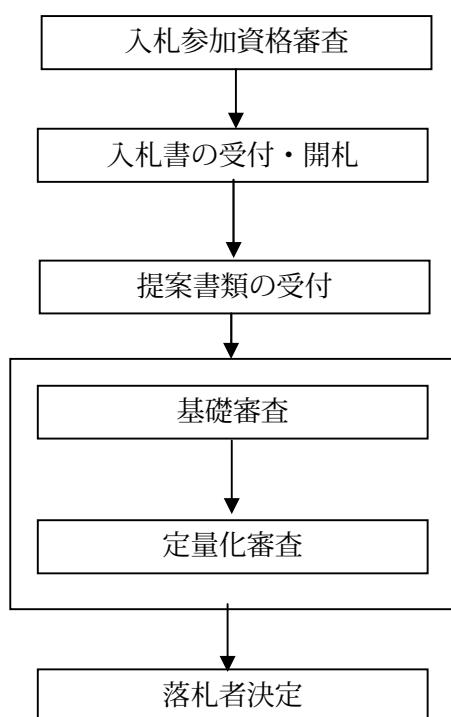 入札参加資格審査
入札書の受付・開札
提案書類の受付
基礎審査
定量化審査
落札者決定